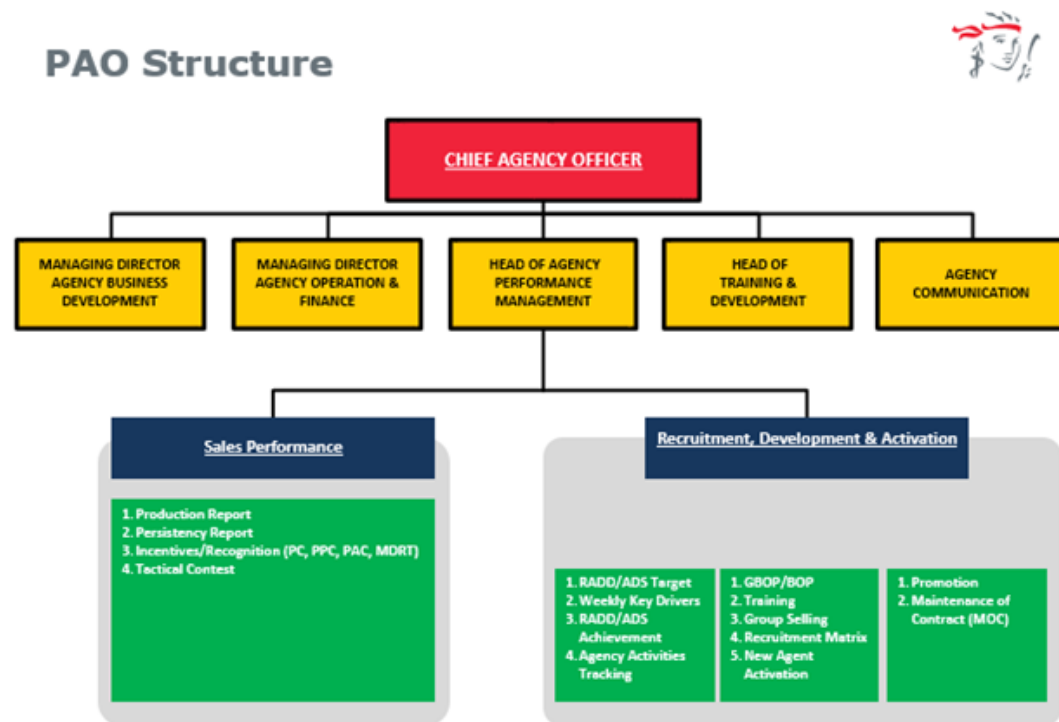 PAO Structure
CHIEF AGENCY OFFICER
MANAGING DIRECTOR
AGENCY BUSINESS
DEVELOPMENT
MANAGING DIRECTOR
AGENCY OPERATION &
FINANCE
HEAD OF AGENCY
PERFORMANCE
MANAGEMENT
HEAD OF
TRAINING &
DEVELOPMENT
AGENCY
COMMUNICATION
Sales Performance
1. Production Report
2. Persistency Report
3. Incentives/Recognition (PC, PPC, PAC, MDRT)
4. Tactical Contest
Recruitment, Development & Activation
1. RADD/ADS Target
2. Weekly Key Drivers
3. RADD/ADS
Achievement
4. Agency Activities
Tracking
1. GBOP/BOP
2. Training
3. Group Selling
4. Recruitment Matrix
5. New Agent
Activation
1. Promotion
2. Maintenance of
Contract (MOC)